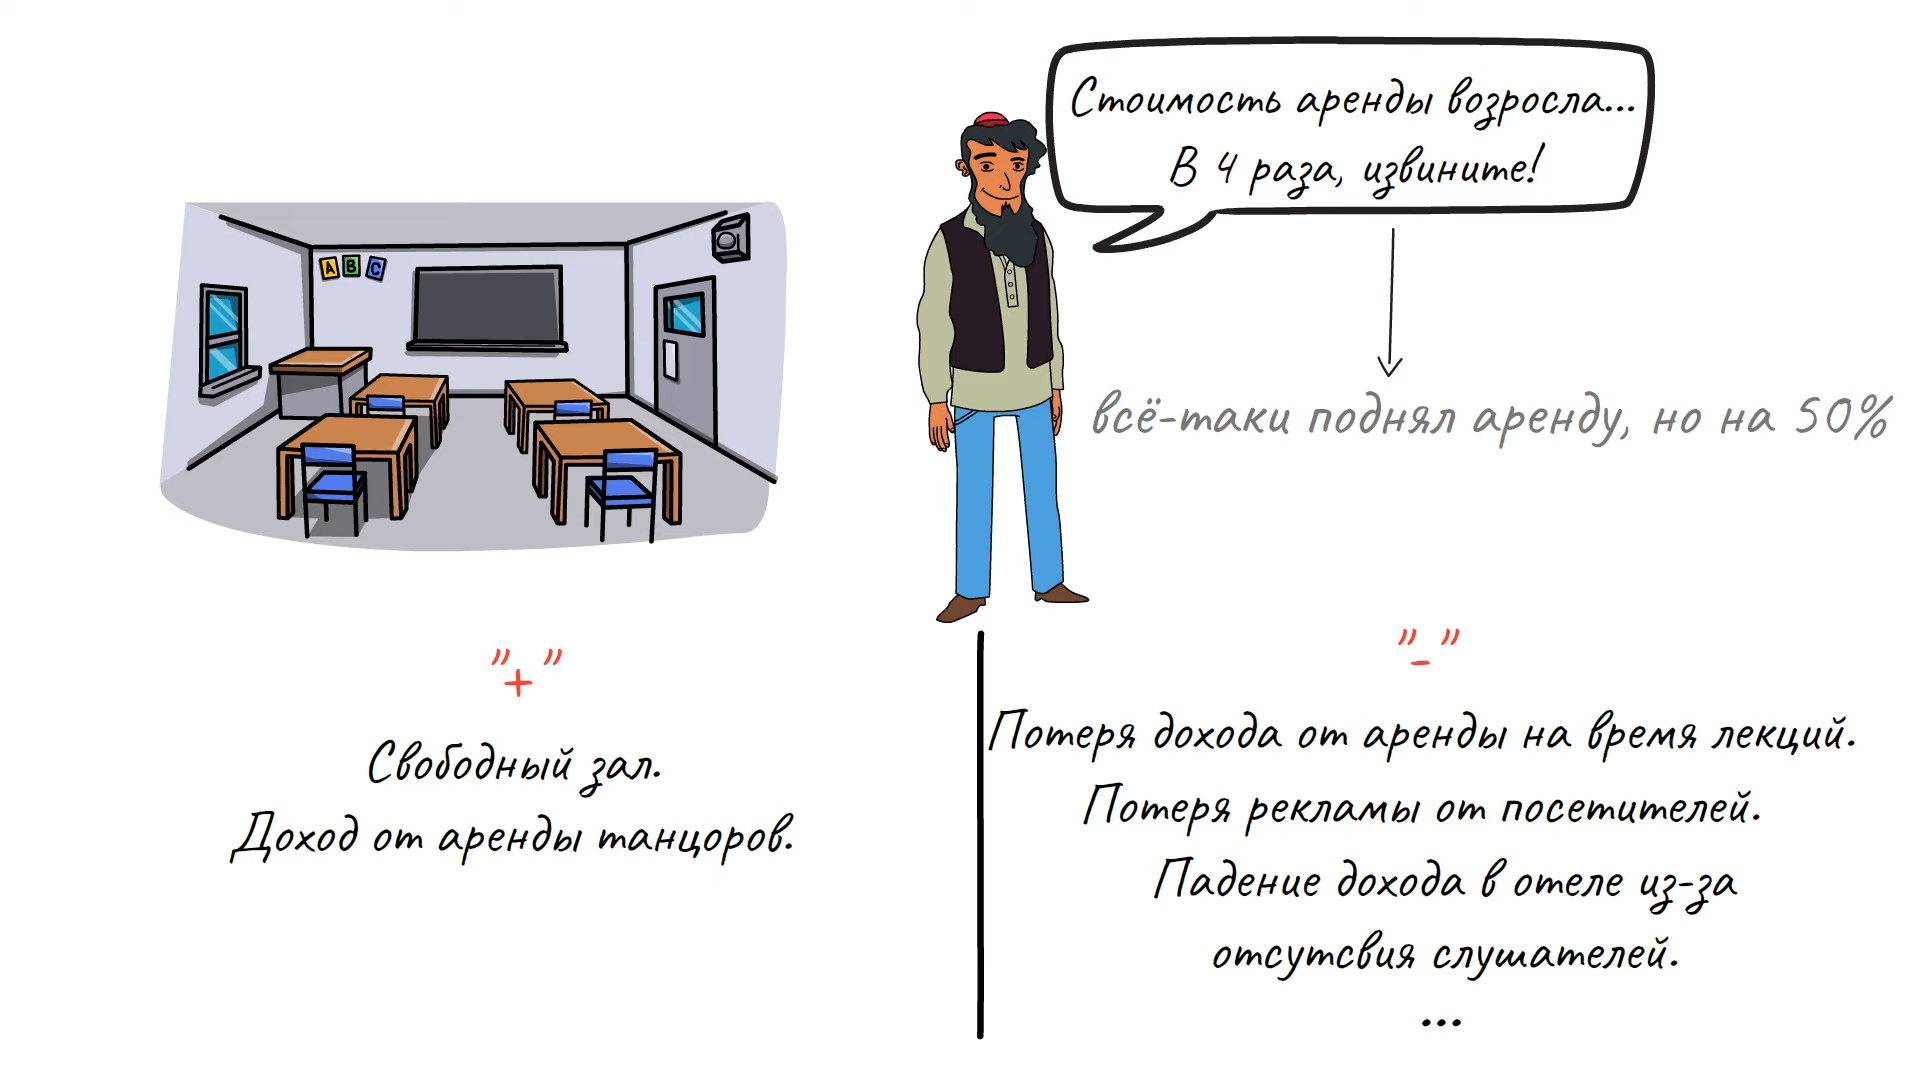 Стоимость аренды возросла...
В 4 раза, извините!
A B C
всё-таки поднял аренду, но на 50%
"+"
Свободный зал.
Доход от аренды танцоров.
"-"
Потеря дохода от аренды на время лекций.
Потеря рекламы от посетителей.
Падение дохода в отеле из-за
отсутсвия слушателей.
...